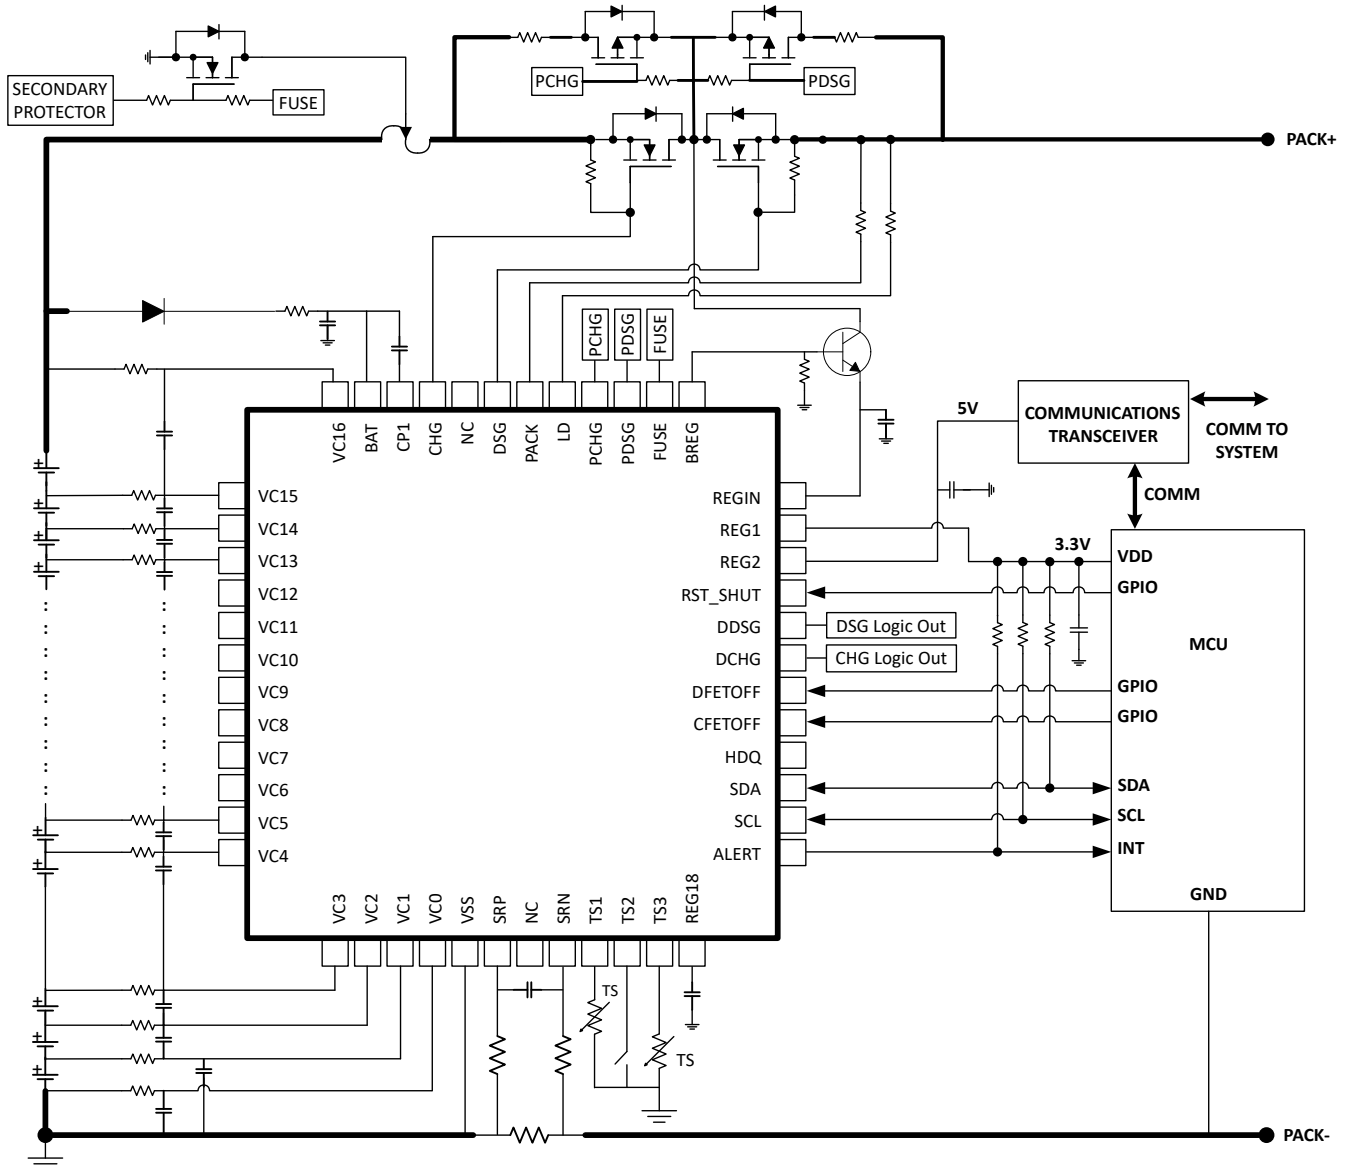 SECONDARY
PROTECTOR
FUSE
PCHG
PDSG
PACK+
PCHG
PDSG
FUSE
VC16
BAT
CP1
CHG
NC
DSG
PACK
LD
PCHG
PDSG
FUSE
BREG
VC15
VC14
VC13
VC12
VC11
VC10
VC9
VC8
VC7
VC6
VC5
VC4
REGIN
REG1
REG2
RST_SHUT
DDSG
DCHG
DFETOFF
CFETOFF
HDQ
SDA
SCL
ALERT
DSG Logic Out
CHG Logic Out
5V
COMMUNICATIONS
TRANSCEIVER
COMM TO
SYSTEM
COMM
3.3V
VDD
GPIO
MCU
GPIO
GPIO
SDA
SCL
INT
GND
VC3
VC2
VC1
VC0
VSS
SRP
NC
SRN
TS1
TS2
TS3
REG18
TS
TS
+
+
+
+
+
+
+
+
+
PACK-